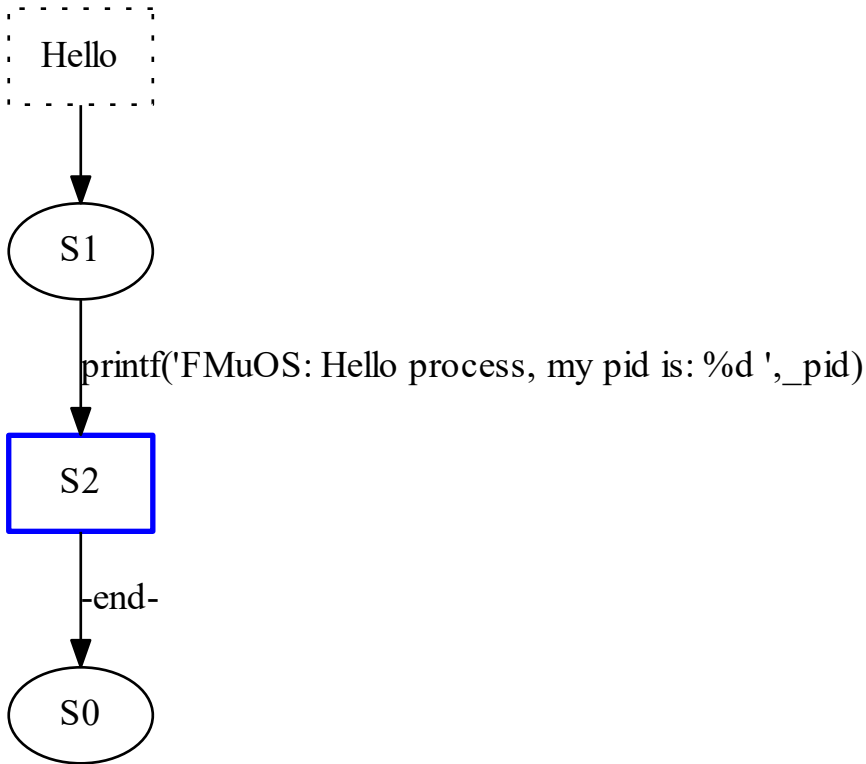 Hello
S1
printf('FMuOS: Hello process, my pid is: %d ',_pid)
S2
-end-
S0